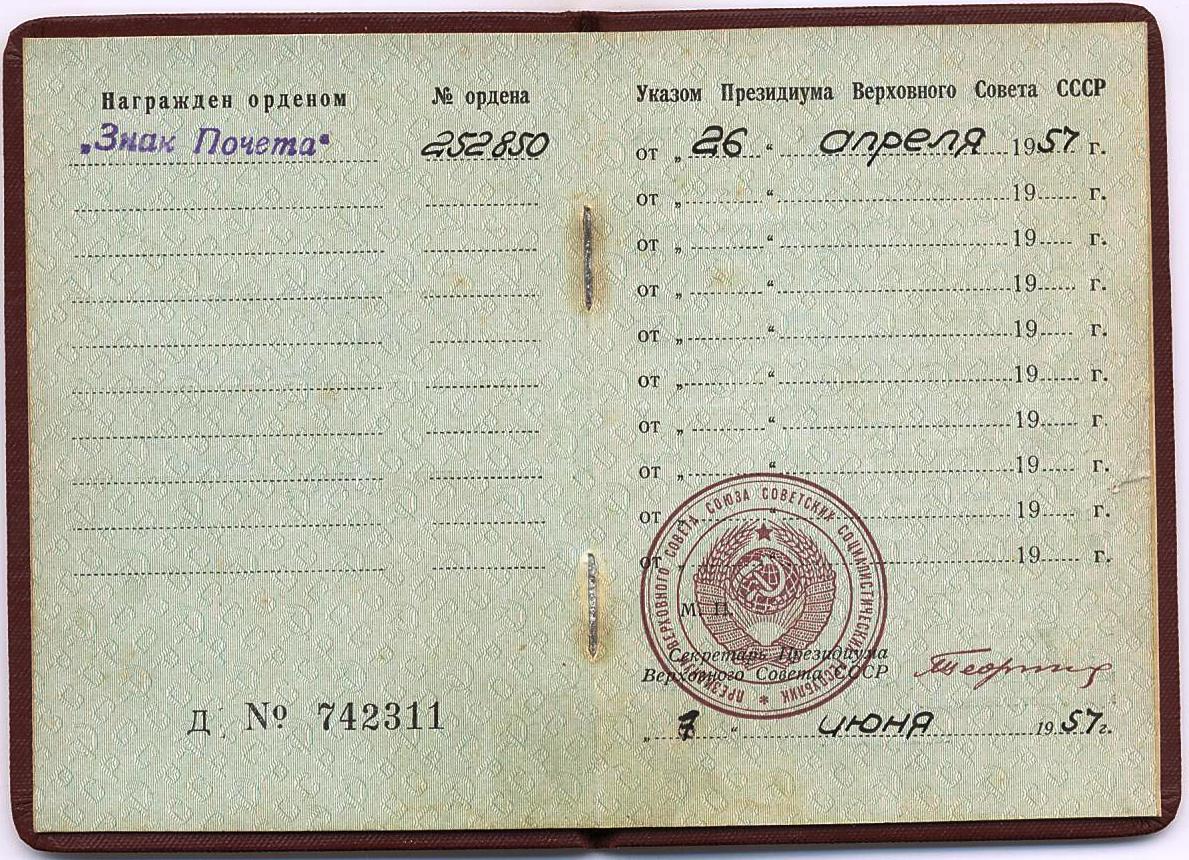 Награжден орденом
№ ордена
„Знак Почета“
252850
Д № 742311
Указом Президиума Верховного Совета СССР
от „ 26 “ апреля 1957 г.
от „ “ 19 г.
от „ “ 19 г.
от „ “ 19 г.
от „ “ 19 г.
от „ “ 19 г.
от „ “ 19 г.
от „ “ 19 г.
от „ “ 19 г.
от „ “ 19 г.
ПРЕЗИДИУМ ВЕРХОВНОГО СОВЕТА СОЮЗА СОВЕТСКИХ СОЦИАЛИСТИЧЕСКИХ РЕСПУБЛИК
М. П.
Секретарь Президиума
Верховного Совета СССР
„ 7 “ июня 1957 г.